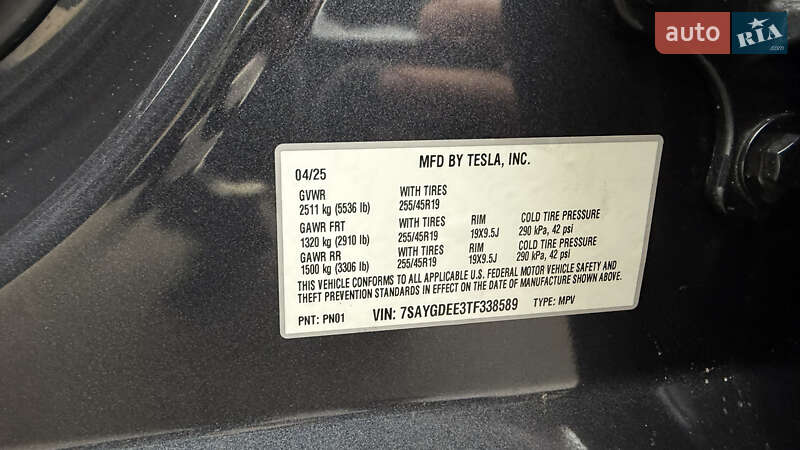 auto RIA .com
MFD BY TESLA, INC.
04/25
GVWR WITH TIRES
2511 kg (5536 lb) 255/45R19
GAWR FRT WITH TIRES RIM COLD TIRE PRESSURE
1320 kg (2910 lb) 255/45R19 19X9.5J 290 kPa, 42 psi
GAWR RR WITH TIRES RIM COLD TIRE PRESSURE
1500 kg (3306 lb) 255/45R19 19X9.5J 290 kPa, 42 psi
THIS VEHICLE CONFORMS TO ALL APPLICABLE U.S. FEDERAL MOTOR VEHICLE SAFETY AND
THEFT PREVENTION STANDARDS IN EFFECT ON THE DATE OF MANUFACTURE SHOWN ABOVE.
PNT: PN01 VIN: 7SAYGDEE3TF338589 TYPE: MPV